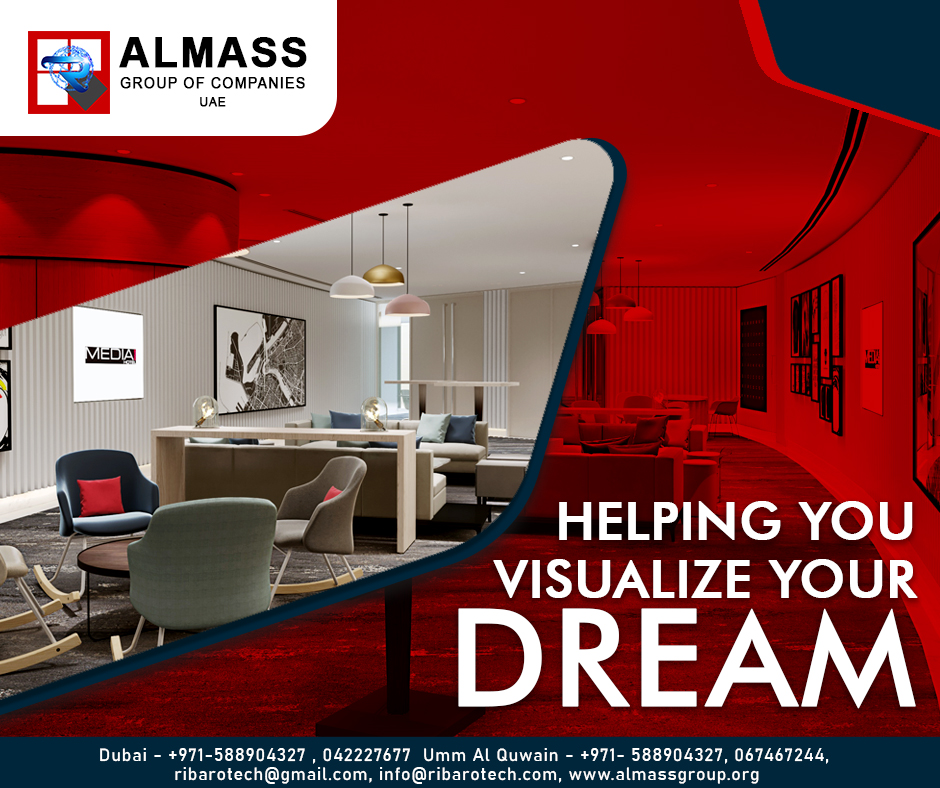 ALMASS
GROUP OF COMPANIES
UAE
MEDIA
HELPING YOU
VISUALIZE YOUR
DREAM
Dubai - +971-588904327 , 042227677 Umm Al Quwain - +971- 588904327, 067467244,
ribarotech@gmail.com, info@ribarotech.com, www.almassgroup.org